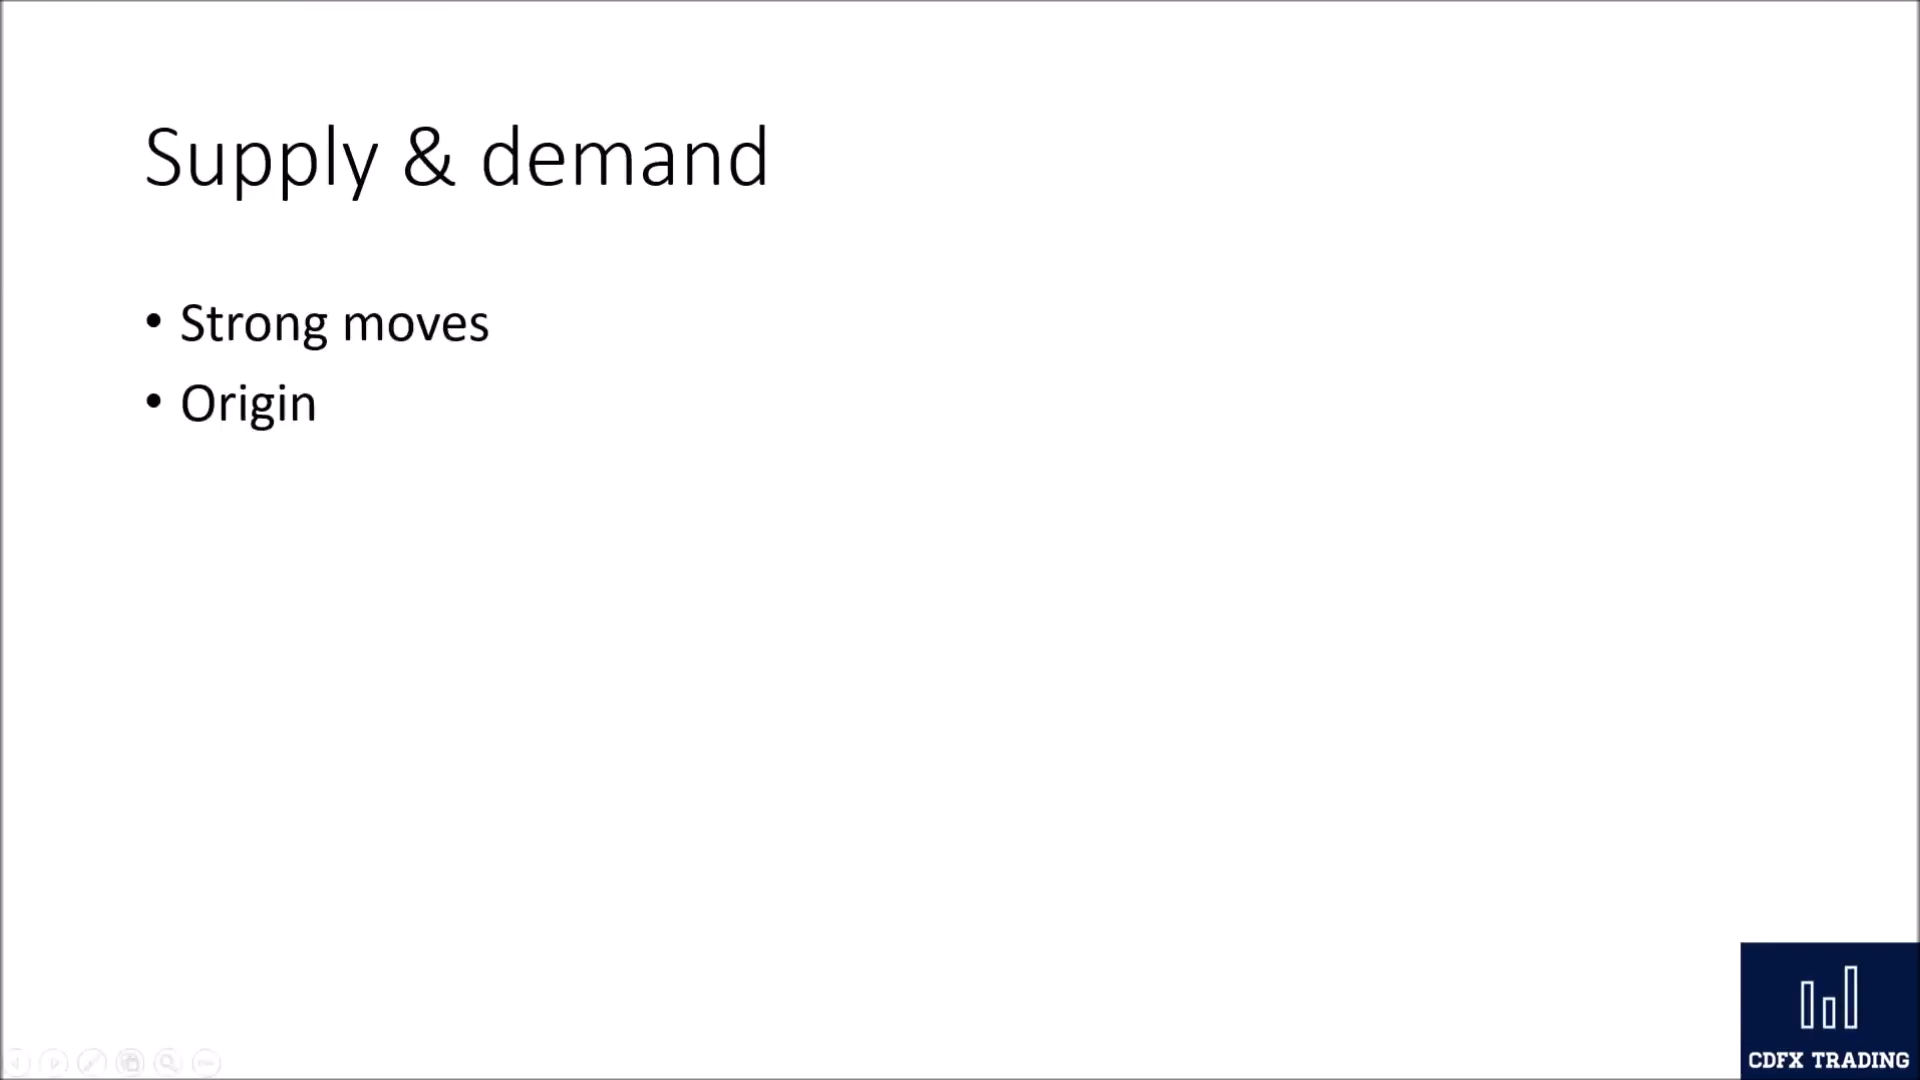 Supply & demand
• Strong moves
• Origin
CDFX TRADING